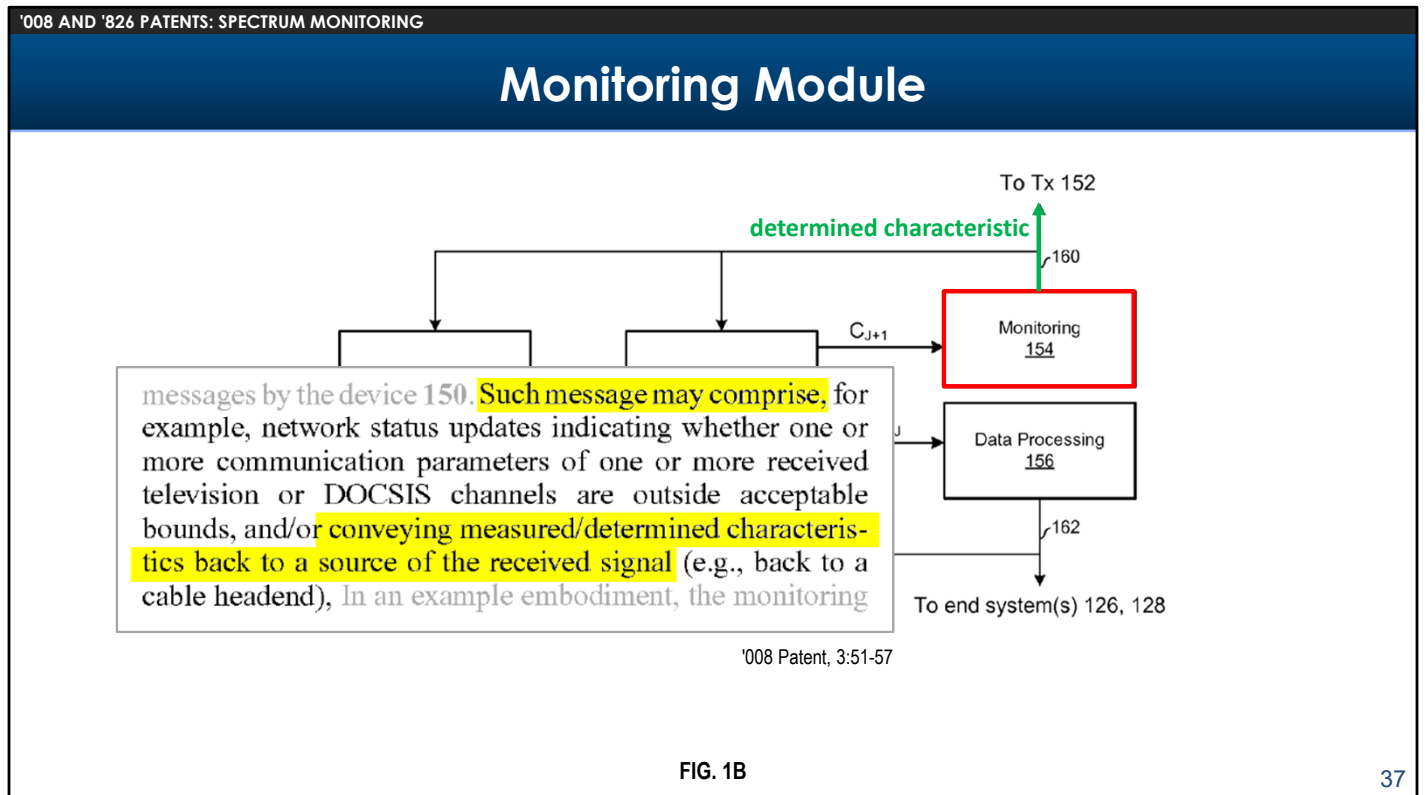 '008 AND '826 PATENTS: SPECTRUM MONITORING
Monitoring Module
To Tx 152
determined characteristic
160
CJ+1
Monitoring
154
messages by the device 150. Such message may comprise, for
example, network status updates indicating whether one or
more communication parameters of one or more received
television or DOCSIS channels are outside acceptable
bounds, and/or conveying measured/determined characteris-
tics back to a source of the received signal (e.g., back to a
cable headend), In an example embodiment, the monitoring
J
Data Processing
156
162
To end system(s) 126, 128
'008 Patent, 3:51-57
FIG. 1B
37